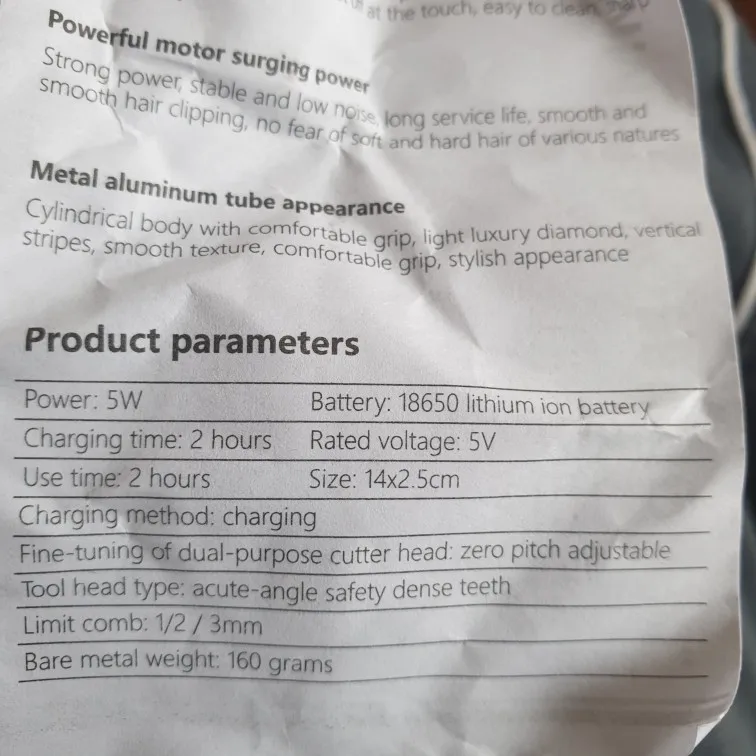 at the touch, easy to clean,
Powerful motor surging power
Strong power, stable and low noise, long service life, smooth and
smooth hair clipping, no fear of soft and hard hair of various natures
Metal aluminum tube appearance
Cylindrical body with comfortable grip, light luxury diamond, vertical
stripes, smooth texture, comfortable grip, stylish appearance
Product parameters
Power: 5W Battery: 18650 lithium ion battery
Charging time: 2 hours Rated voltage: 5V
Use time: 2 hours Size: 14x2.5cm
Charging method: charging
Fine-tuning of dual-purpose cutter head: zero pitch adjustable
Tool head type: acute-angle safety dense teeth
Limit comb: 1/2 / 3mm
Bare metal weight: 160 grams